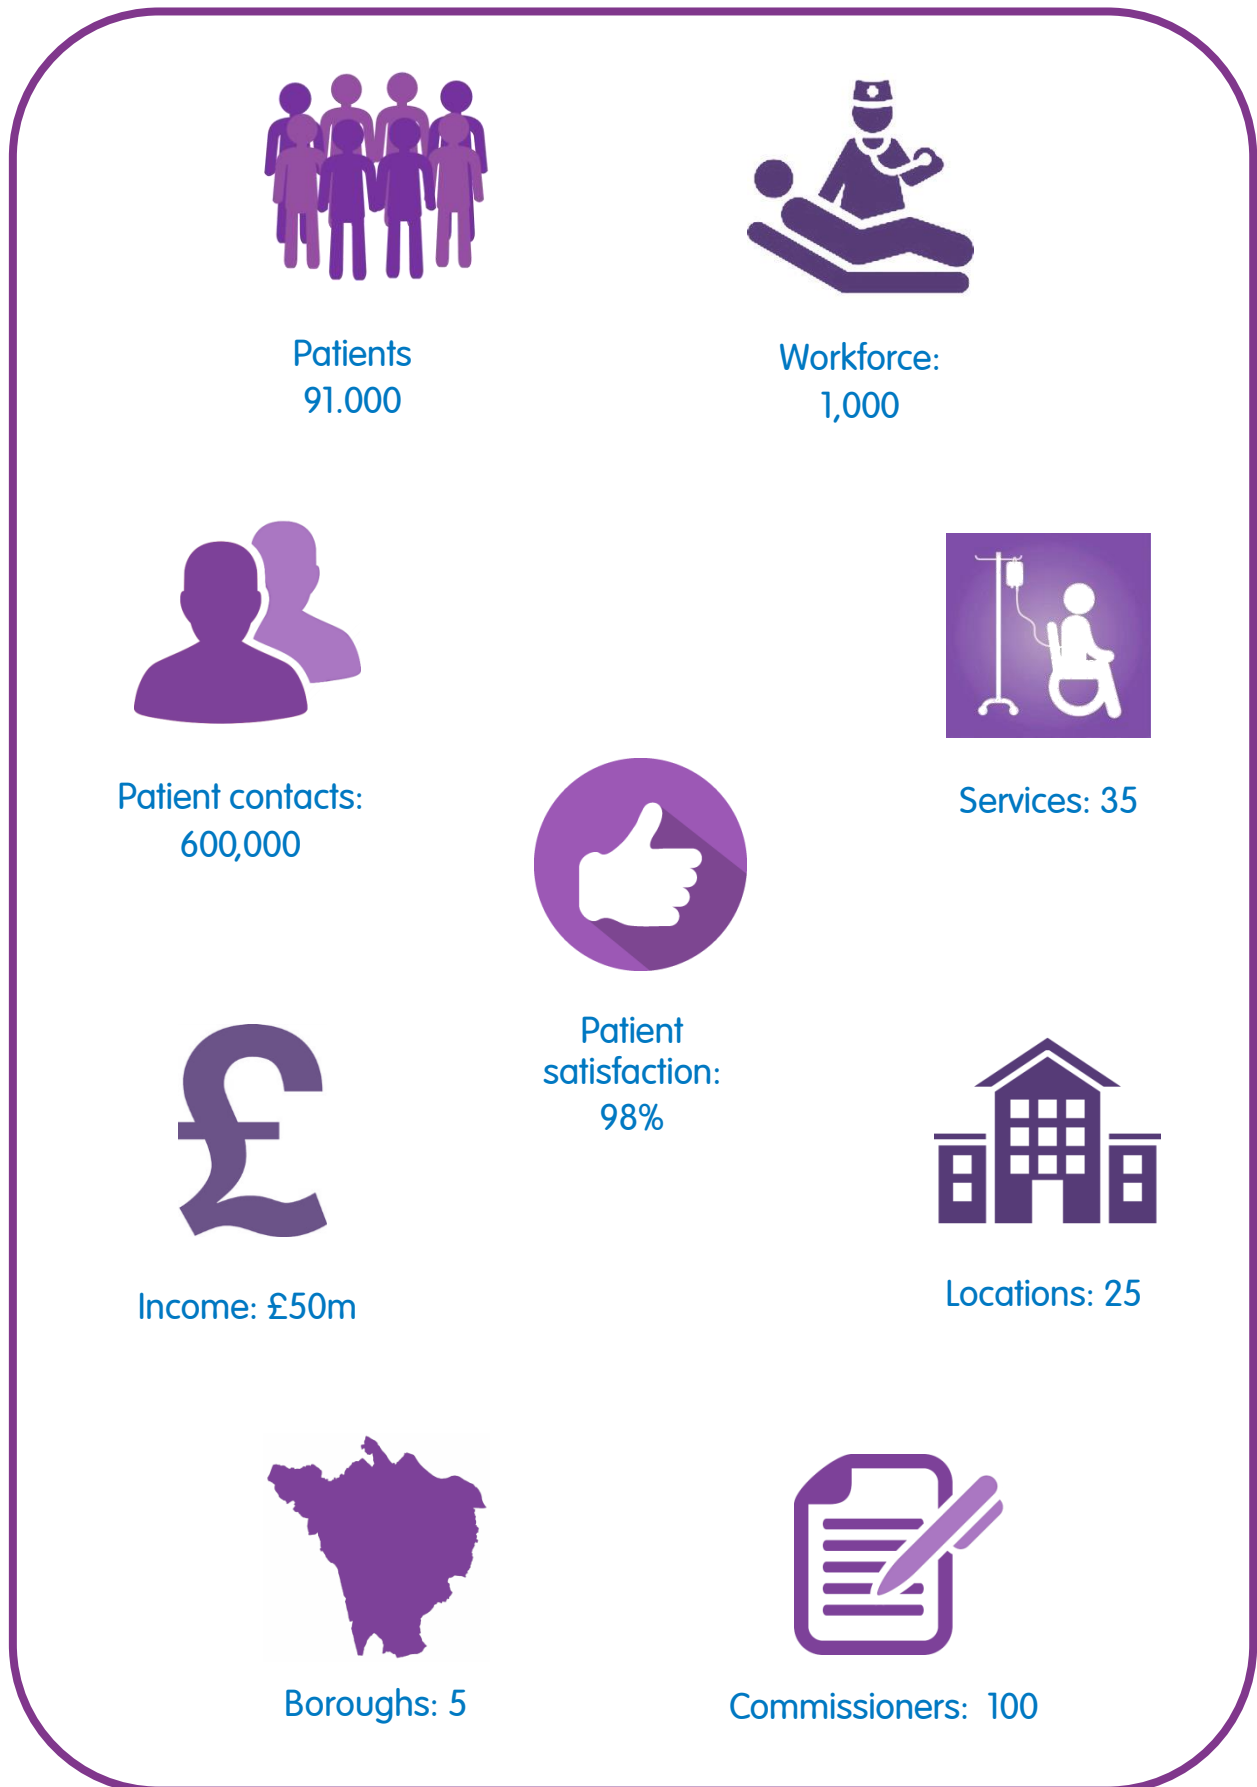 Patients
91.000
Workforce:
1,000
Patient contacts:
600,000
Services: 35
Patient
satisfaction:
98%
Income: £50m
Locations: 25
Boroughs: 5
Commissioners: 100